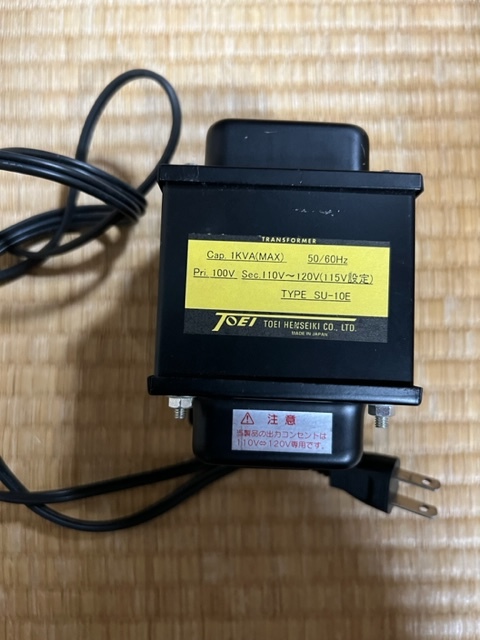 TRANSFORMER
Cap. 1KVA(MAX) 50/60Hz
Pri. 100V Sec. 110V～120V(115V設定)
TYPE SU-10E
TOEI TOEI HENSEIKI CO., LTD.
MADE IN JAPAN
⚠ 注意
当製品の出力コンセントは
110V⇔120V専用です。